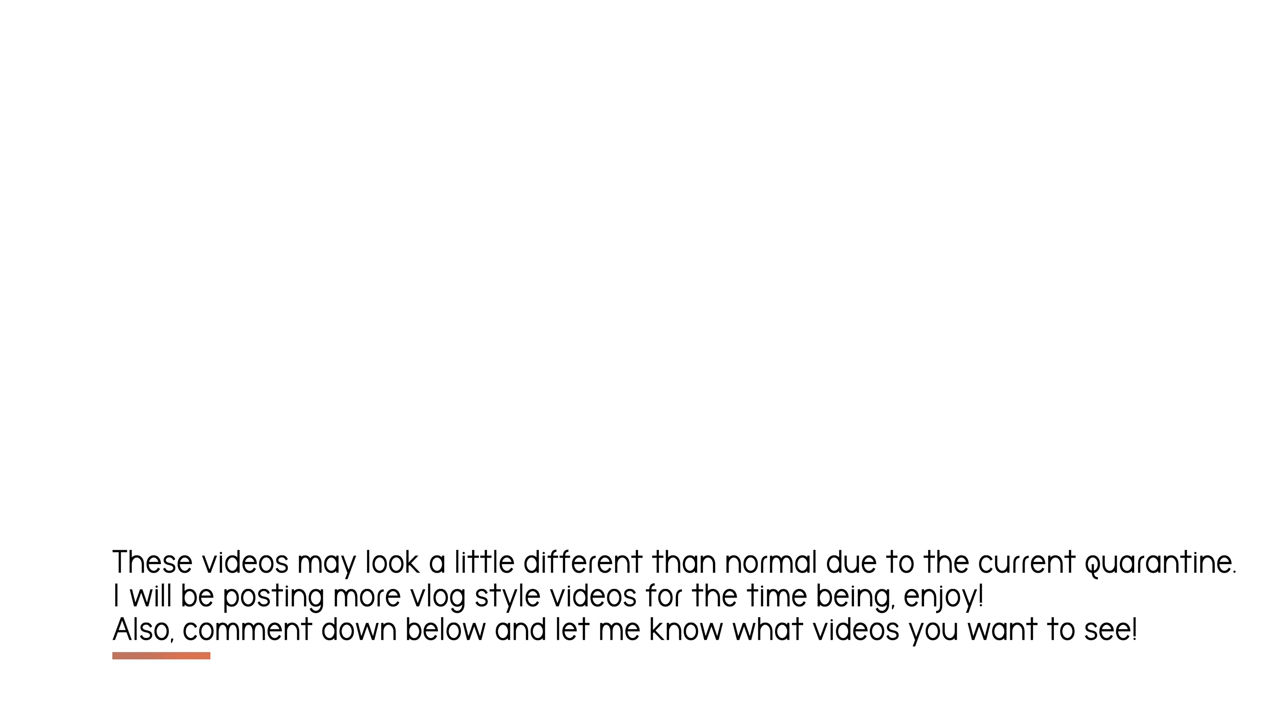 These videos may look a little different than normal due to the current quarantine.
I will be posting more vlog style videos for the time being, enjoy!
Also, comment down below and let me know what videos you want to see!